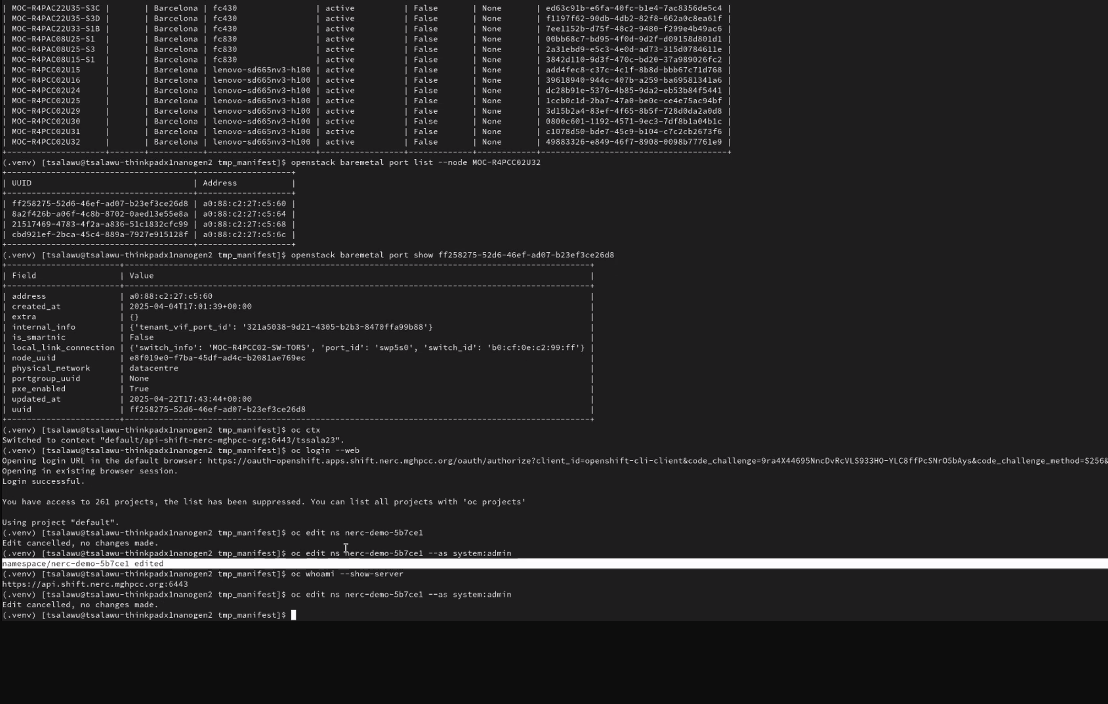 | MOC-R4PAC22U35-S3C   |      | Barcelona | fc430                | active         | False      | None       | ed63c91b-e6fa-40fc-b1e4-7ac8356de5c4 |
| MOC-R4PAC22U35-S3D   |      | Barcelona | fc430                | active         | False      | None       | f1197f62-90db-4db2-82f8-662a0c8ea61f |
| MOC-R4PAC22U33-S1B   |      | Barcelona | fc430                | active         | False      | None       | 7ee1152b-d75f-48c2-9480-f299e4b49ac6 |
| MOC-R4PAC08U25-S1    |      | Barcelona | fc830                | active         | False      | None       | 00bb68c7-bd95-4f0d-9d2f-d09158d801d1 |
| MOC-R4PAC08U25-S3    |      | Barcelona | fc830                | active         | False      | None       | 2a31ebd9-e5c3-4e0d-ad73-315d0784611e |
| MOC-R4PAC08U15-S1    |      | Barcelona | fc830                | active         | False      | None       | 3842d110-9d3f-470c-bd20-37a989026fc2 |
| MOC-R4PCC02U15       |      | Barcelona | lenovo-sd665nv3-h100 | active         | False      | None       | add4fec8-c37c-4c1f-8b8d-bbb67c71d768 |
| MOC-R4PCC02U16       |      | Barcelona | lenovo-sd665nv3-h100 | active         | False      | None       | 39618940-944c-407b-a259-ba69581341a6 |
| MOC-R4PCC02U24       |      | Barcelona | lenovo-sd665nv3-h100 | active         | False      | None       | dc28b91e-5376-4b85-9da2-eb53b84f5441 |
| MOC-R4PCC02U25       |      | Barcelona | lenovo-sd665nv3-h100 | active         | False      | None       | 1ccb0c1d-2ba7-47a0-be0c-ce4e75ac94bf |
| MOC-R4PCC02U29       |      | Barcelona | lenovo-sd665nv3-h100 | active         | False      | None       | 3d15b2a4-83ef-4f65-8b5f-728d0da2a0d8 |
| MOC-R4PCC02U30       |      | Barcelona | lenovo-sd665nv3-h100 | active         | False      | None       | 0800c601-1192-4571-9ec3-7df8b1a04b1c |
| MOC-R4PCC02U31       |      | Barcelona | lenovo-sd665nv3-h100 | active         | False      | None       | c1078d50-bde7-45c9-b104-c7c2cb2673f6 |
| MOC-R4PCC02U32       |      | Barcelona | lenovo-sd665nv3-h100 | active         | False      | None       | 49883326-e849-46f7-8908-0098b77761e9 |
(.venv) [tsalawu@tsalawu-thinkpadx1nanogen2 tmp_manifest]$ openstack baremetal port list --node MOC-R4PCC02U32
| UUID                                 | Address           |
| ff258275-52d6-46ef-ad07-b23ef3ce26d8 | a0:88:c2:27:c5:60 |
| 8a2f426b-a06f-4c8b-8702-0aed13e55e8a | a0:88:c2:27:c5:64 |
| 21517469-4783-4f2a-a836-51c1832cfc99 | a0:88:c2:27:c5:68 |
| cbd921ef-2bca-45c4-889a-7927e915128f | a0:88:c2:27:c5:6c |
(.venv) [tsalawu@tsalawu-thinkpadx1nanogen2 tmp_manifest]$ openstack baremetal port show ff258275-52d6-46ef-ad07-b23ef3ce26d8
| Field                 | Value |
| address               | a0:88:c2:27:c5:60 |
| created_at            | 2025-04-04T17:01:39+00:00 |
| extra                 | {} |
| internal_info         | {'tenant_vif_port_id': '321a5038-9d21-4305-b2b3-8470ffa99b88'} |
| is_smartnic           | False |
| local_link_connection | {'switch_info': 'MOC-R4PCC02-SW-TORS', 'port_id': 'swp5s0', 'switch_id': 'b0:cf:0e:c2:99:ff'} |
| node_uuid             | e8f019e0-f7ba-45df-ad4c-b2081ae769ec |
| physical_network      | datacentre |
| portgroup_uuid        | None |
| pxe_enabled           | True |
| updated_at            | 2025-04-22T17:43:44+00:00 |
| uuid                  | ff258275-52d6-46ef-ad07-b23ef3ce26d8 |
(.venv) [tsalawu@tsalawu-thinkpadx1nanogen2 tmp_manifest]$ oc ctx
Switched to context "default/api-shift-nerc-mghpcc-org:6443/tssala23".
(.venv) [tsalawu@tsalawu-thinkpadx1nanogen2 tmp_manifest]$ oc login --web
Opening login URL in the default browser: https://oauth-openshift.apps.shift.nerc.mghpcc.org/oauth/authorize?client_id=openshift-cli-client&code_challenge=9ra4X44695NncDvRcVLS933HO-YLC8ffPcSNrO5bAys&code_challenge_method=S256&
Opening in existing browser session.
Login successful.
You have access to 261 projects, the list has been suppressed. You can list all projects with 'oc projects'
Using project "default".
(.venv) [tsalawu@tsalawu-thinkpadx1nanogen2 tmp_manifest]$ oc edit ns nerc-demo-5b7ce1
Edit cancelled, no changes made.
(.venv) [tsalawu@tsalawu-thinkpadx1nanogen2 tmp_manifest]$ oc edit ns nerc-demo-5b7ce1 --as system:admin
namespace/nerc-demo-5b7ce1 edited
(.venv) [tsalawu@tsalawu-thinkpadx1nanogen2 tmp_manifest]$ oc whoami --show-server
https://api.shift.nerc.mghpcc.org:6443
(.venv) [tsalawu@tsalawu-thinkpadx1nanogen2 tmp_manifest]$ oc edit ns nerc-demo-5b7ce1 --as system:admin
Edit cancelled, no changes made.
(.venv) [tsalawu@tsalawu-thinkpadx1nanogen2 tmp_manifest]$